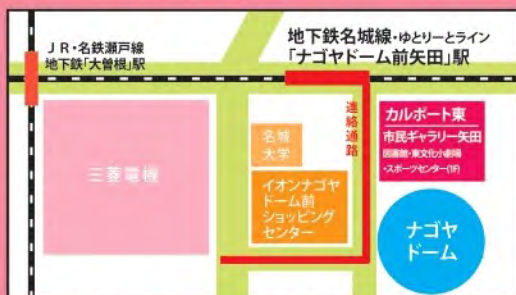 JR・名鉄瀬戸線
地下鉄「大曽根」駅
地下鉄名城線・ゆとりーとライン
「ナゴヤドーム前矢田」駅
連絡通路
カルポート東
市民ギャラリー矢田
図書館・東文化小劇場
・スポーツセンター(1F)
名城
大学
三菱電機
イオンナゴヤ
ドーム前
ショッピング
センター
ナゴヤ
ドーム